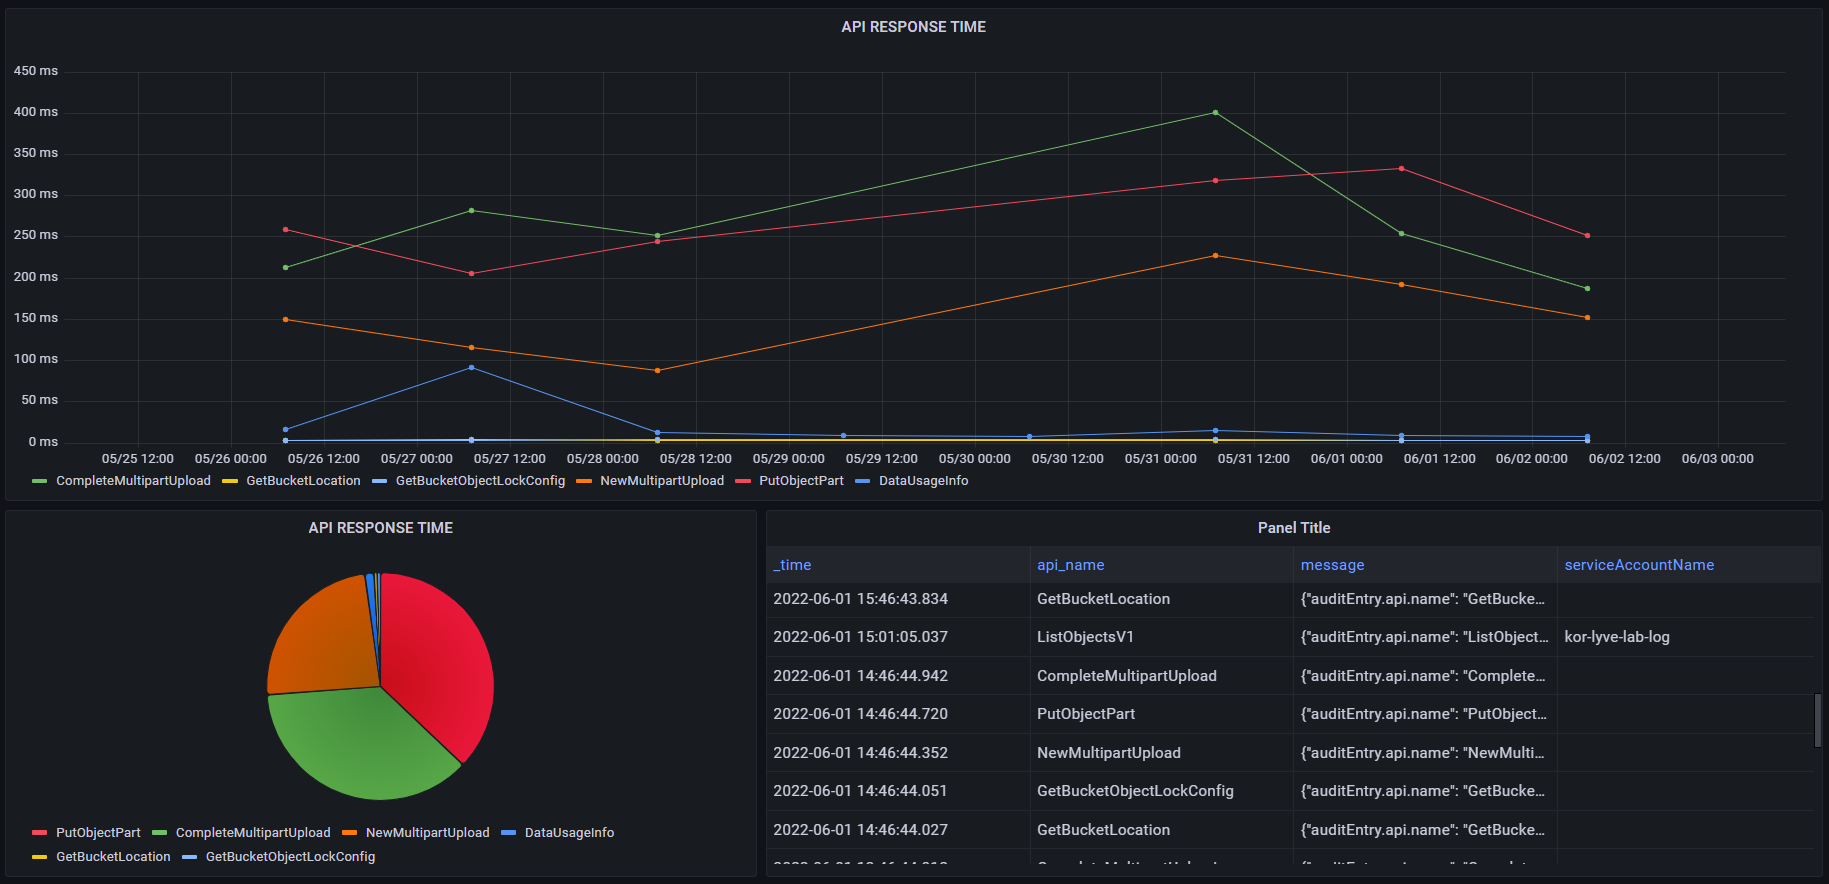 API RESPONSE TIME
450 ms
400 ms
350 ms
300 ms
250 ms
200 ms
150 ms
100 ms
50 ms
0 ms
05/25 12:00 05/26 00:00 05/26 12:00 05/27 00:00 05/27 12:00 05/28 00:00 05/28 12:00 05/29 00:00 05/29 12:00 05/30 00:00 05/30 12:00 05/31 00:00 05/31 12:00 06/01 00:00 06/01 12:00 06/02 00:00 06/02 12:00 06/03 00:00
CompleteMultipartUpload GetBucketLocation GetBucketObjectLockConfig NewMultipartUpload PutObjectPart DataUsageInfo
API RESPONSE TIME
PutObjectPart CompleteMultipartUpload NewMultipartUpload DataUsageInfo
GetBucketLocation GetBucketObjectLockConfig
Panel Title
_time api_name message serviceAccountName
2022-06-01 15:46:43.834 GetBucketLocation {"auditEntry.api.name": "GetBucke...
2022-06-01 15:01:05.037 ListObjectsV1 {"auditEntry.api.name": "ListObject... kor-lyve-lab-log
2022-06-01 14:46:44.942 CompleteMultipartUpload {"auditEntry.api.name": "Complete...
2022-06-01 14:46:44.720 PutObjectPart {"auditEntry.api.name": "PutObject...
2022-06-01 14:46:44.352 NewMultipartUpload {"auditEntry.api.name": "NewMulti...
2022-06-01 14:46:44.051 GetBucketObjectLockConfig {"auditEntry.api.name": "GetBucke...
2022-06-01 14:46:44.027 GetBucketLocation {"auditEntry.api.name": "GetBucke...